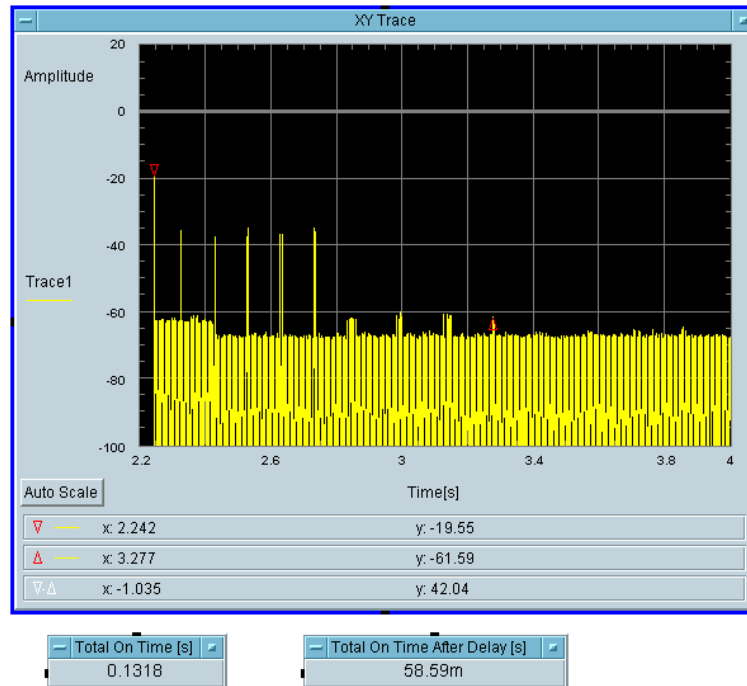 XY Trace
Amplitude
20
0
-20
-40
-60
-80
-100
Trace1
2.2 2.6 3 3.4 3.8 4
Auto Scale
Time[s]
x: 2.242 y: -19.55
x: 3.277 y: -61.59
x: -1.035 y: 42.04
Total On Time [s]
0.1318
Total On Time After Delay [s]
58.59m